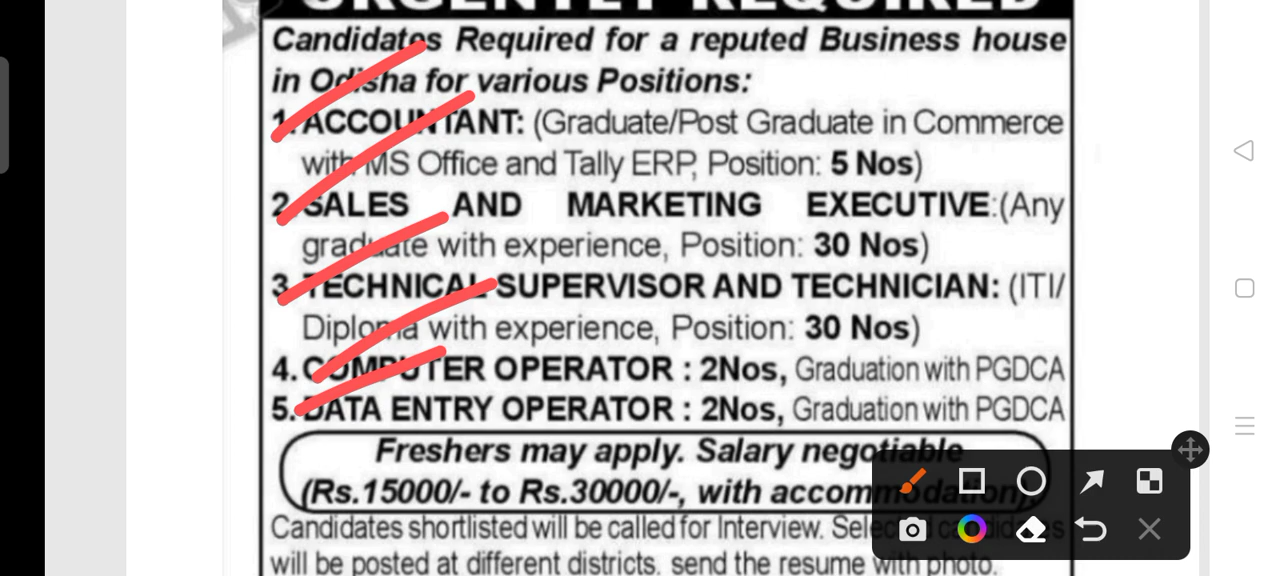 URGENTLY REQUIRED
Candidates Required for a reputed Business house
in Odisha for various Positions:
1. ACCOUNTANT: (Graduate/Post Graduate in Commerce
with MS Office and Tally ERP, Position: 5 Nos)
2. SALES AND MARKETING EXECUTIVE:(Any
graduate with experience, Position: 30 Nos)
3. TECHNICAL SUPERVISOR AND TECHNICIAN: (ITI/
Diploma with experience, Position: 30 Nos)
4. COMPUTER OPERATOR : 2Nos, Graduation with PGDCA
5. DATA ENTRY OPERATOR : 2Nos, Graduation with PGDCA
Freshers may apply. Salary negotiable
(Rs.15000/- to Rs.30000/-, with accommodation)
Candidates shortlisted will be called for Interview. Selected candidates
will be posted at different districts. send the resume with photo.